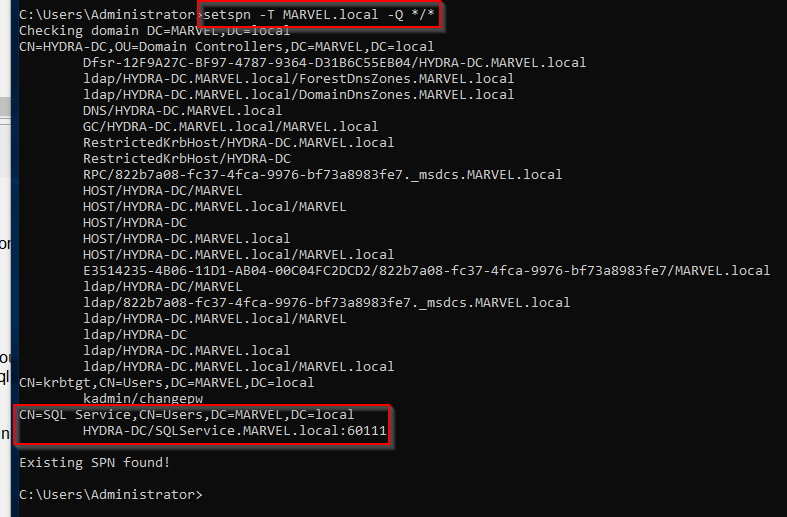 C:\Users\Administrator>setspn -T MARVEL.local -Q */*
Checking domain DC=MARVEL,DC=local
CN=HYDRA-DC,OU=Domain Controllers,DC=MARVEL,DC=local
Dfsr-12F9A27C-BF97-4787-9364-D31B6C55EB04/HYDRA-DC.MARVEL.local
ldap/HYDRA-DC.MARVEL.local/ForestDnsZones.MARVEL.local
ldap/HYDRA-DC.MARVEL.local/DomainDnsZones.MARVEL.local
DNS/HYDRA-DC.MARVEL.local
GC/HYDRA-DC.MARVEL.local/MARVEL.local
RestrictedKrbHost/HYDRA-DC.MARVEL.local
RestrictedKrbHost/HYDRA-DC
RPC/822b7a08-fc37-4fca-9976-bf73a8983fe7._msdcs.MARVEL.local
HOST/HYDRA-DC/MARVEL
HOST/HYDRA-DC.MARVEL.local/MARVEL
HOST/HYDRA-DC
HOST/HYDRA-DC.MARVEL.local
HOST/HYDRA-DC.MARVEL.local/MARVEL.local
E3514235-4B06-11D1-AB04-00C04FC2DCD2/822b7a08-fc37-4fca-9976-bf73a8983fe7/MARVEL.local
ldap/HYDRA-DC/MARVEL
ldap/822b7a08-fc37-4fca-9976-bf73a8983fe7._msdcs.MARVEL.local
ldap/HYDRA-DC.MARVEL.local/MARVEL
ldap/HYDRA-DC
ldap/HYDRA-DC.MARVEL.local
ldap/HYDRA-DC.MARVEL.local/MARVEL.local
CN=krbtgt,CN=Users,DC=MARVEL,DC=local
kadmin/changepw
CN=SQL Service,CN=Users,DC=MARVEL,DC=local
HYDRA-DC/SQLService.MARVEL.local:60111
Existing SPN found!
C:\Users\Administrator>